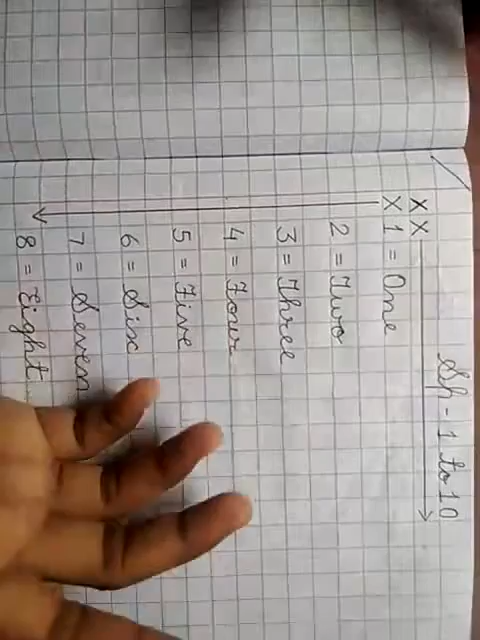 Sp - 1 to 10
X X
X 1 = One
2 = Two
3 = Three
4 = Four
5 = Five
6 = Six
7 = Seven
8 = Eight